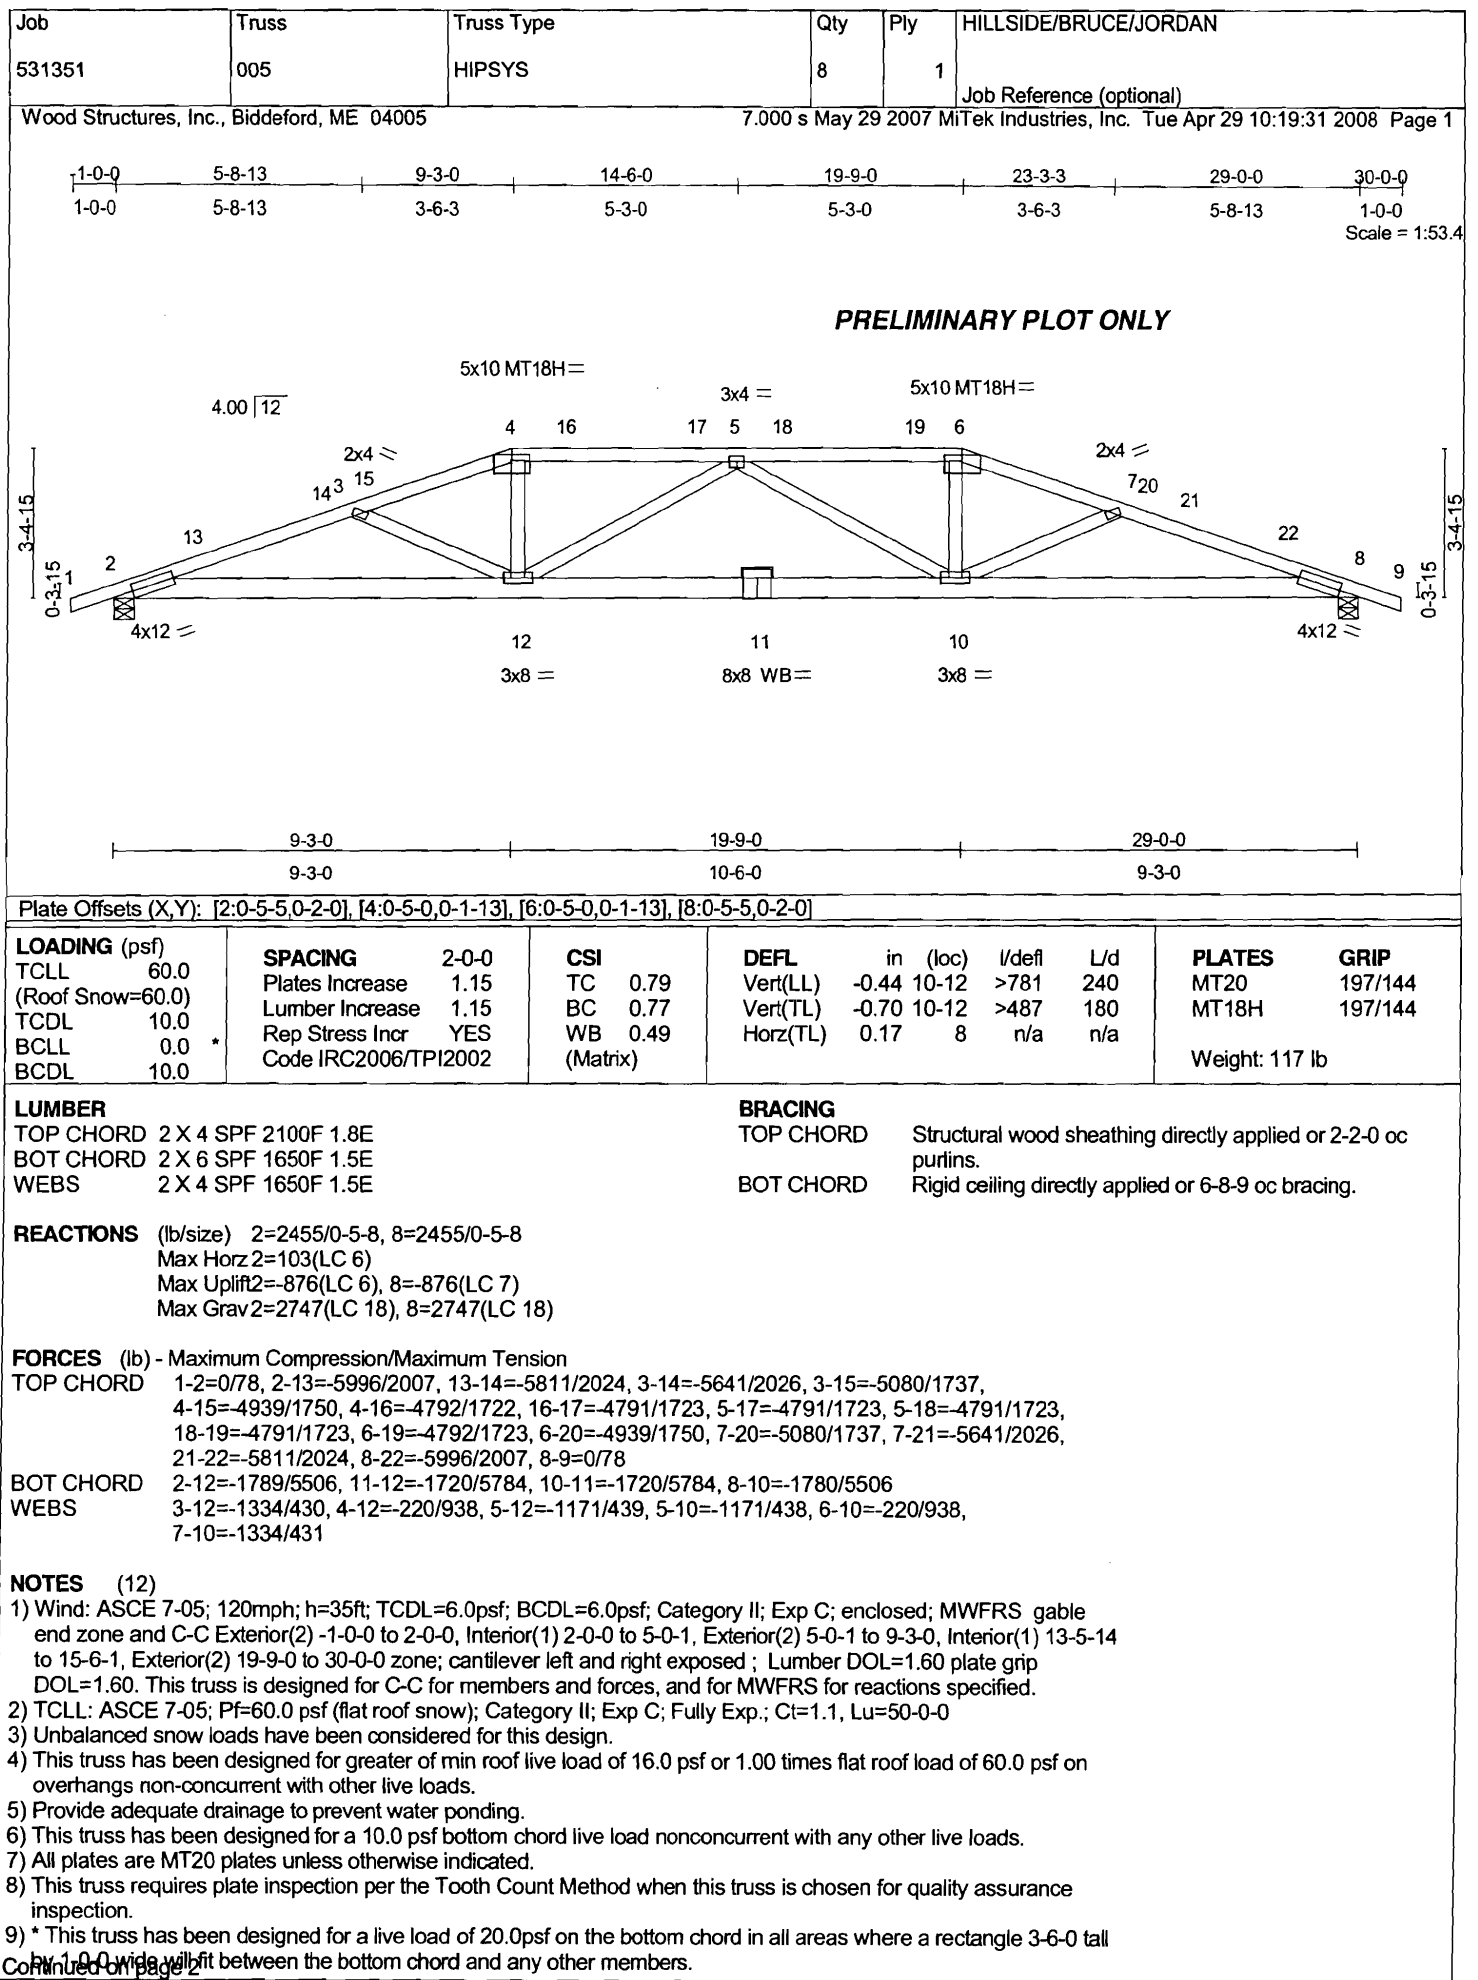 Job Truss Truss Type Qty Ply HILLSIDE/BRUCE/JORDAN
531351 005 HIPSYS 8 1
Job Reference (optional)
Wood Structures, Inc., Biddeford, ME 04005 7.000 s May 29 2007 MiTek Industries, Inc. Tue Apr 29 10:19:31 2008 Page 1
1-0-0 5-8-13 9-3-0 14-6-0 19-9-0 23-3-3 29-0-0 30-0-0
1-0-0 5-8-13 3-6-3 5-3-0 5-3-0 3-6-3 5-8-13 1-0-0
Scale = 1:53.4
PRELIMINARY PLOT ONLY
5x10 MT18H= 3x4 = 5x10 MT18H=
4.00 12
4 16 17 5 18 19 6
2x4 = 2x4 =
14 3 15 7 20 21
13 22
2 8
1 9
3-4-15 0-3-15 3-4-15 0-3-15
4x12 = 4x12 =
12 11 10
3x8 = 8x8 WB= 3x8 =
9-3-0 19-9-0 29-0-0
9-3-0 10-6-0 9-3-0
Plate Offsets (X,Y): [2:0-5-5,0-2-0], [4:0-5-0,0-1-13], [6:0-5-0,0-1-13], [8:0-5-5,0-2-0]
LOADING (psf)
TCLL 60.0
(Roof Snow=60.0)
TCDL 10.0
BCLL 0.0 *
BCDL 10.0
SPACING 2-0-0
Plates Increase 1.15
Lumber Increase 1.15
Rep Stress Incr YES
Code IRC2006/TPI2002
CSI
TC 0.79
BC 0.77
WB 0.49
(Matrix)
DEFL in (loc) l/defl L/d
Vert(LL) -0.44 10-12 >781 240
Vert(TL) -0.70 10-12 >487 180
Horz(TL) 0.17 8 n/a n/a
PLATES GRIP
MT20 197/144
MT18H 197/144
Weight: 117 lb
LUMBER
TOP CHORD 2 X 4 SPF 2100F 1.8E
BOT CHORD 2 X 6 SPF 1650F 1.5E
WEBS 2 X 4 SPF 1650F 1.5E
BRACING
TOP CHORD Structural wood sheathing directly applied or 2-2-0 oc
purlins.
BOT CHORD Rigid ceiling directly applied or 6-8-9 oc bracing.
REACTIONS (lb/size) 2=2455/0-5-8, 8=2455/0-5-8
Max Horz 2=103(LC 6)
Max Uplift2=-876(LC 6), 8=-876(LC 7)
Max Grav 2=2747(LC 18), 8=2747(LC 18)
FORCES (lb) - Maximum Compression/Maximum Tension
TOP CHORD 1-2=0/78, 2-13=-5996/2007, 13-14=-5811/2024, 3-14=-5641/2026, 3-15=-5080/1737,
4-15=-4939/1750, 4-16=-4792/1722, 16-17=-4791/1723, 5-17=-4791/1723, 5-18=-4791/1723,
18-19=-4791/1723, 6-19=-4792/1723, 6-20=-4939/1750, 7-20=-5080/1737, 7-21=-5641/2026,
21-22=-5811/2024, 8-22=-5996/2007, 8-9=0/78
BOT CHORD 2-12=-1789/5506, 11-12=-1720/5784, 10-11=-1720/5784, 8-10=-1780/5506
WEBS 3-12=-1334/430, 4-12=-220/938, 5-12=-1171/439, 5-10=-1171/438, 6-10=-220/938,
7-10=-1334/431
NOTES (12)
1) Wind: ASCE 7-05; 120mph; h=35ft; TCDL=6.0psf; BCDL=6.0psf; Category II; Exp C; enclosed; MWFRS gable
end zone and C-C Exterior(2) -1-0-0 to 2-0-0, Interior(1) 2-0-0 to 5-0-1, Exterior(2) 5-0-1 to 9-3-0, Interior(1) 13-5-14
to 15-6-1, Exterior(2) 19-9-0 to 30-0-0 zone; cantilever left and right exposed ; Lumber DOL=1.60 plate grip
DOL=1.60. This truss is designed for C-C for members and forces, and for MWFRS for reactions specified.
2) TCLL: ASCE 7-05; Pf=60.0 psf (flat roof snow); Category II; Exp C; Fully Exp.; Ct=1.1, Lu=50-0-0
3) Unbalanced snow loads have been considered for this design.
4) This truss has been designed for greater of min roof live load of 16.0 psf or 1.00 times flat roof load of 60.0 psf on
overhangs non-concurrent with other live loads.
5) Provide adequate drainage to prevent water ponding.
6) This truss has been designed for a 10.0 psf bottom chord live load nonconcurrent with any other live loads.
7) All plates are MT20 plates unless otherwise indicated.
8) This truss requires plate inspection per the Tooth Count Method when this truss is chosen for quality assurance
inspection.
9) * This truss has been designed for a live load of 20.0psf on the bottom chord in all areas where a rectangle 3-6-0 tall
by 1-0-0 wide will fit between the bottom chord and any other members.
Continued on page 2